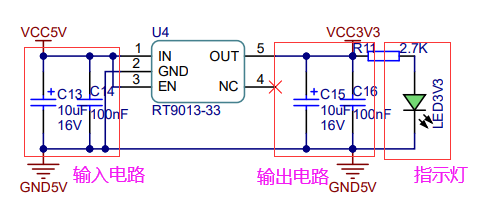 VCC5V
U4
VCC3V3
1 IN OUT 5
2 GND
3 EN NC 4
RT9013-33
R11 2.7K
C13
10uF
16V
C14
100nF
C15
10uF
16V
C16
100nF
LED3V3
GND5V
GND5V
输入电路
输出电路
指示灯